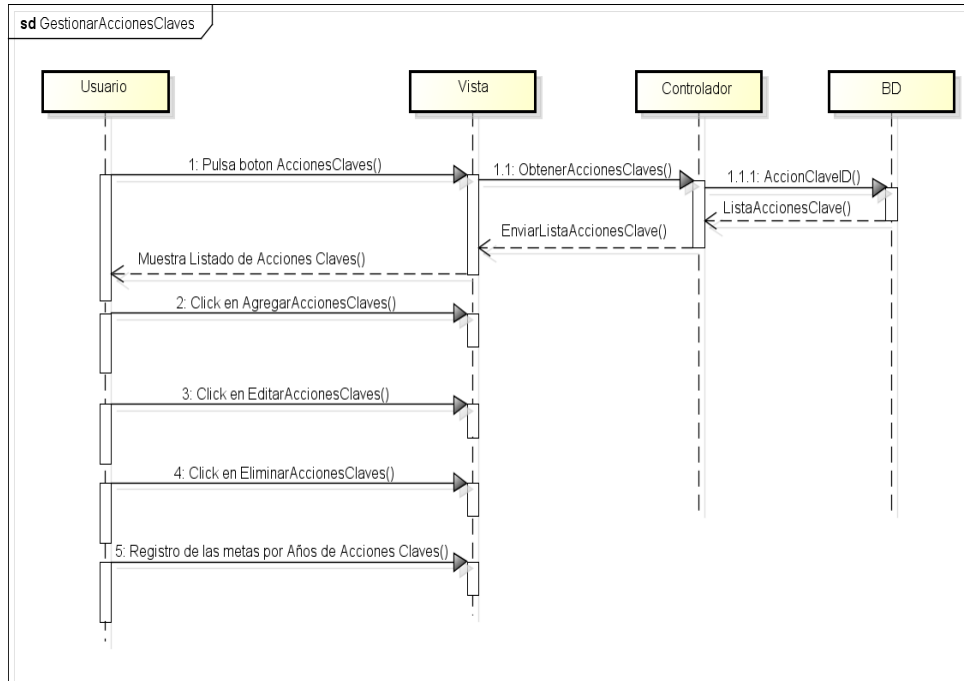 sd GestionarAccionesClaves
Usuario
Vista
Controlador
BD
1: Pulsa boton AccionesClaves()
1.1: ObtenerAccionesClaves()
1.1.1: AccionClaveID()
ListaAccionesClave()
EnviarListaAccionesClave()
Muestra Listado de Acciones Claves()
2: Click en AgregarAccionesClaves()
3: Click en EditarAccionesClaves()
4: Click en EliminarAccionesClaves()
5: Registro de las metas por Años de Acciones Claves()